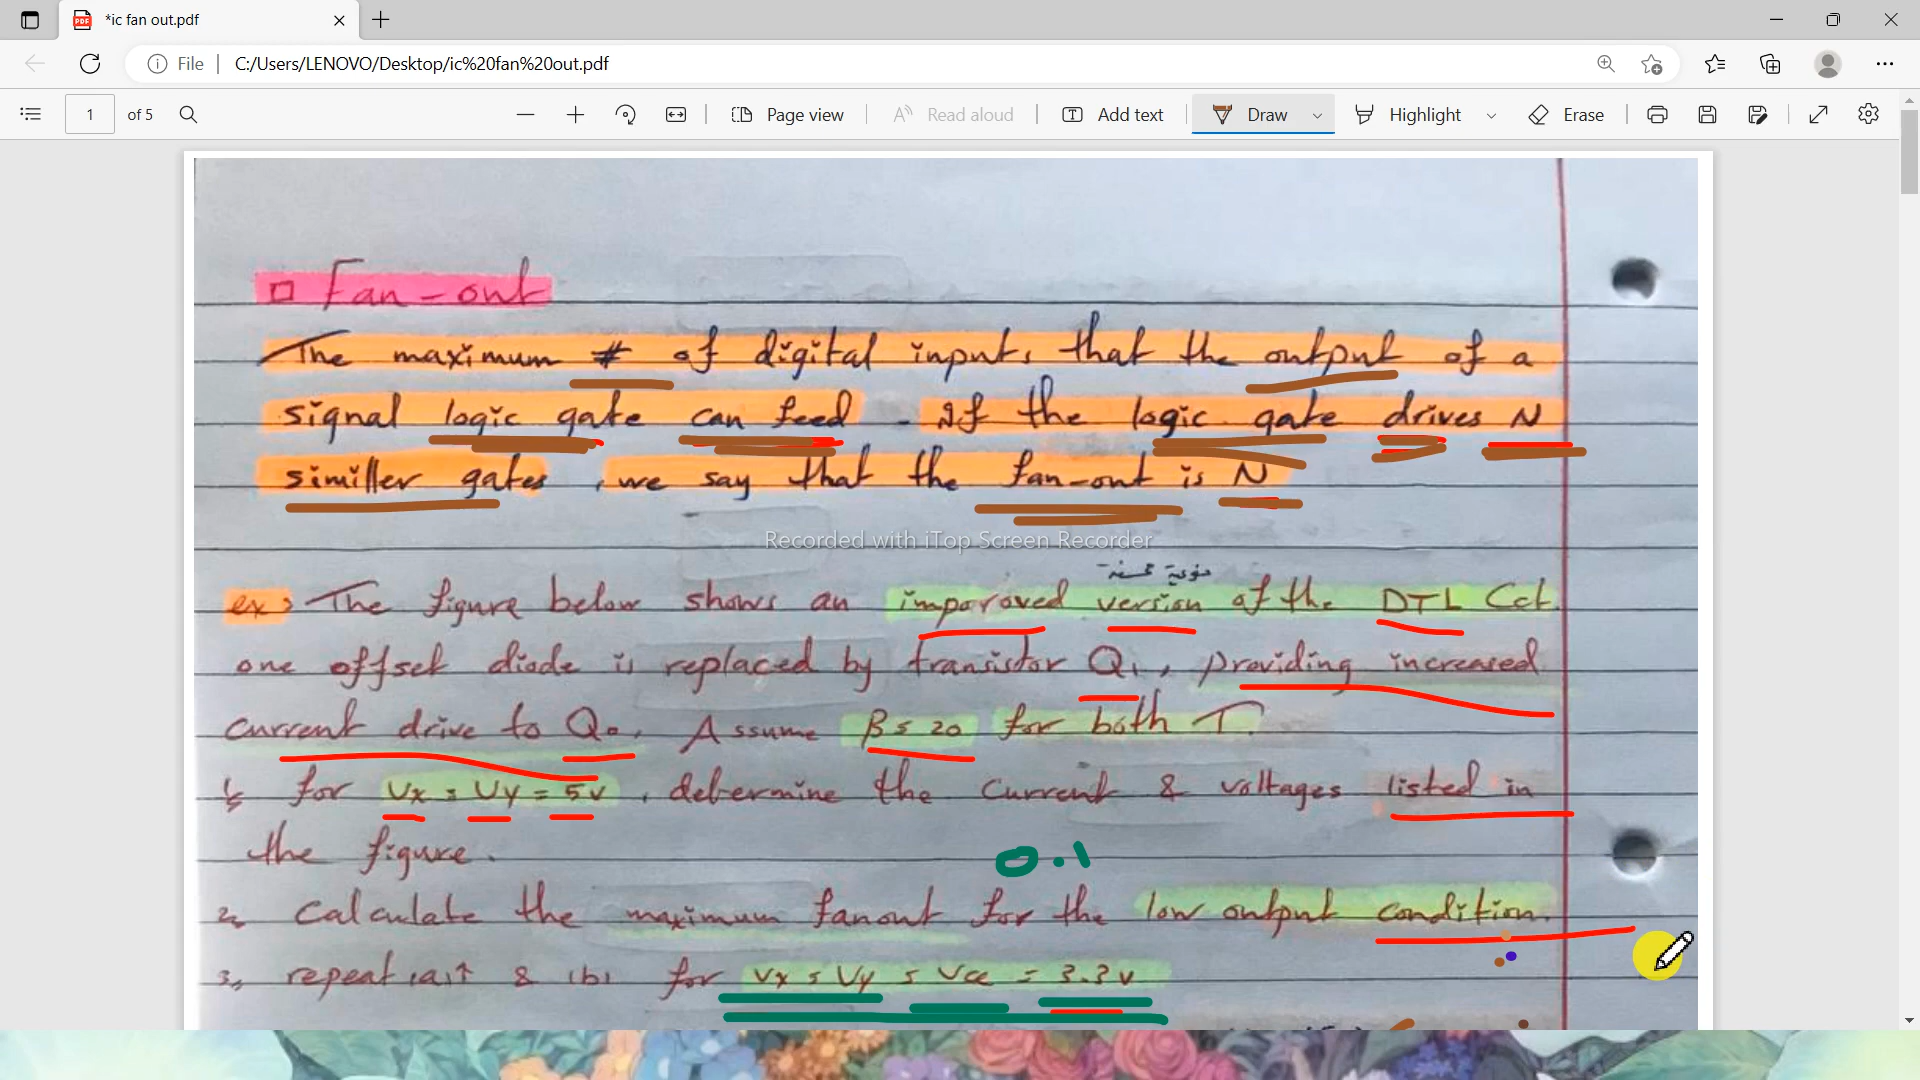 *ic fan out.pdf
File C:/Users/LENOVO/Desktop/ic%20fan%20out.pdf
1 of 5 Page view Read aloud Add text Draw Highlight Erase
Fan-out
The maximum # of digital inputs that the output of a
signal logic gate can feed - If the logic gate drives N
similler gates, we say that the fan-out is N
Recorded with iTop Screen Recorder
ex: The figure below shows an imporoved version of the DTL Cct.
one offset diode is replaced by transistor Q1, providing increased
current drive to Qo, Assume β = 20 for both T.
1, for Vx = Vy = 5v, determine the current & voltages listed in
the figure.
0.1
2, Calculate the maximum fanout for the low output condition.
3, repeat (a) & (b) for Vx = Vy = Vcc = 3.3v